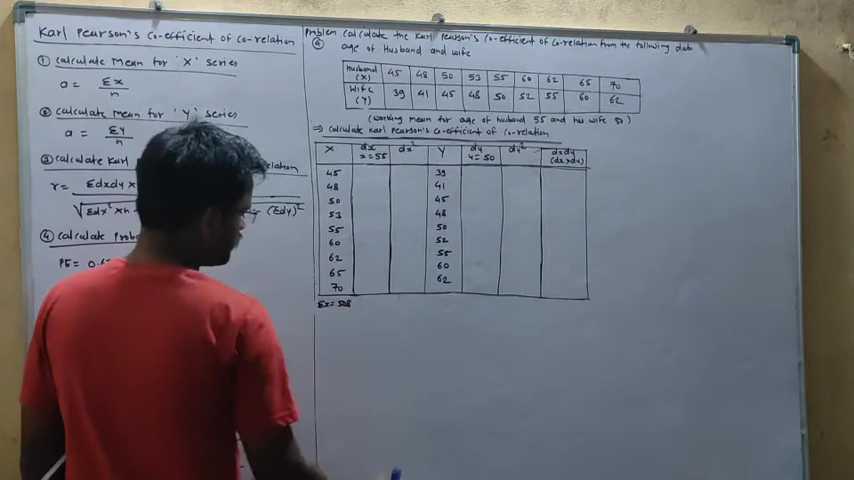 Karl Pearson's Co-efficient of Co-relation
① Calculate Mean for 'X' series
a = Σx
n
② Calculate Mean for 'Y' series
a = Σy
n
③ Calculate Karl
elation
r = Σdxdy x
√Σdx² x n
(Σdy)²
④ Calculate
PE = 0.6
Problem Calculate the Karl Pearson's Co-efficient of Co-relation from the following data
④ age of Husband and wife
Husband (X) 45 48 50 53 55 60 62 65 70
Wife (Y) 39 41 45 48 50 52 55 60 62
(working mean for age of husband 55 and his wife 50)
⇒ Calculate Karl Pearson's Co-efficient of Co-relation
X dx x=55 dx² Y dy y=50 dy² dxdy (dx×dy)
45 39
48 41
50 45
53 48
55 50
60 52
62 55
65 60
70 62
Σx = 508